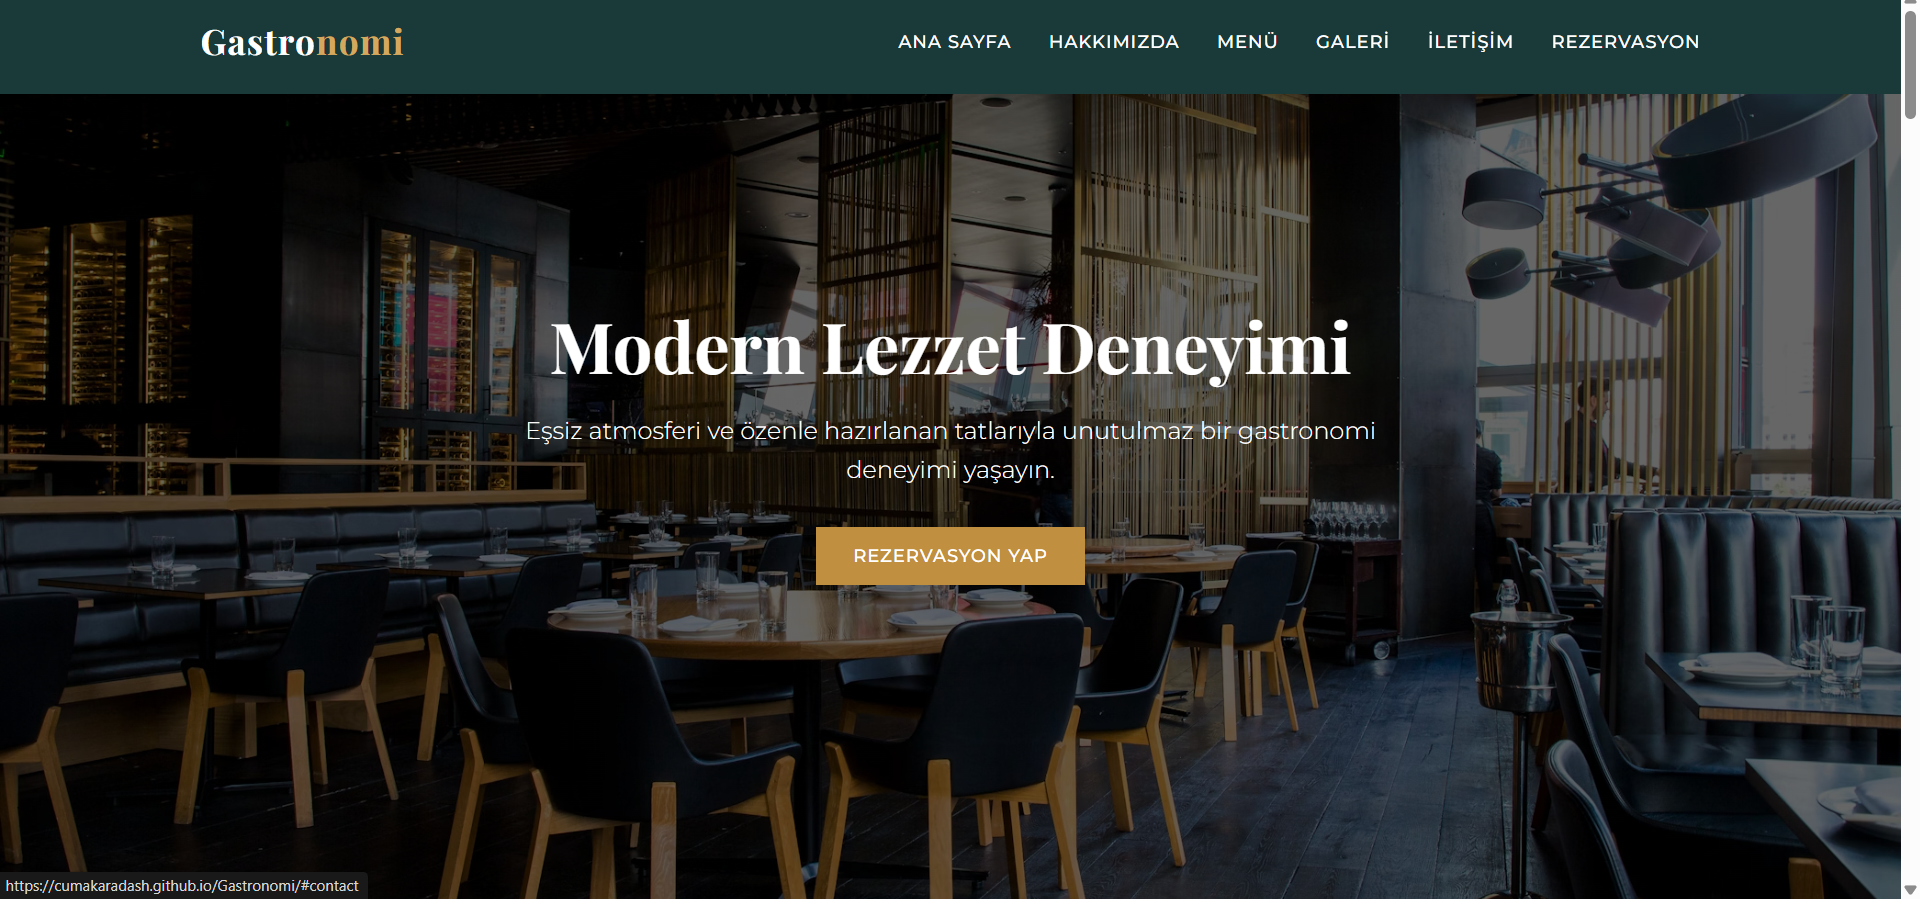 Gastronomi
ANA SAYFA HAKKIMIZDA MENÜ GALERİ İLETİŞİM REZERVASYON
Modern Lezzet Deneyimi
Eşsiz atmosferi ve özenle hazırlanan tatlarıyla unutulmaz bir gastronomi
deneyimi yaşayın.
REZERVASYON YAP
https://cumakaradash.github.io/Gastronomi/#contact